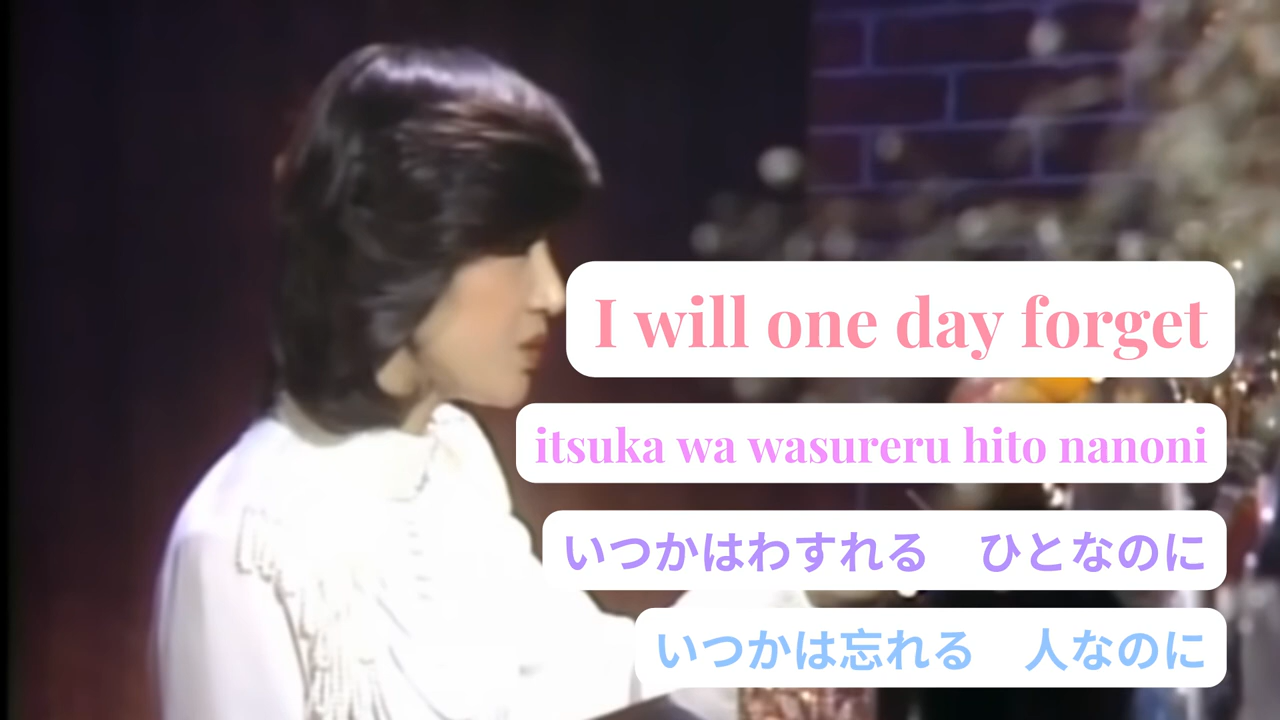 I will one day forget
itsuka wa wasureru hito nanoni
いつかはわすれる　ひとなのに
いつかは忘れる　人なのに